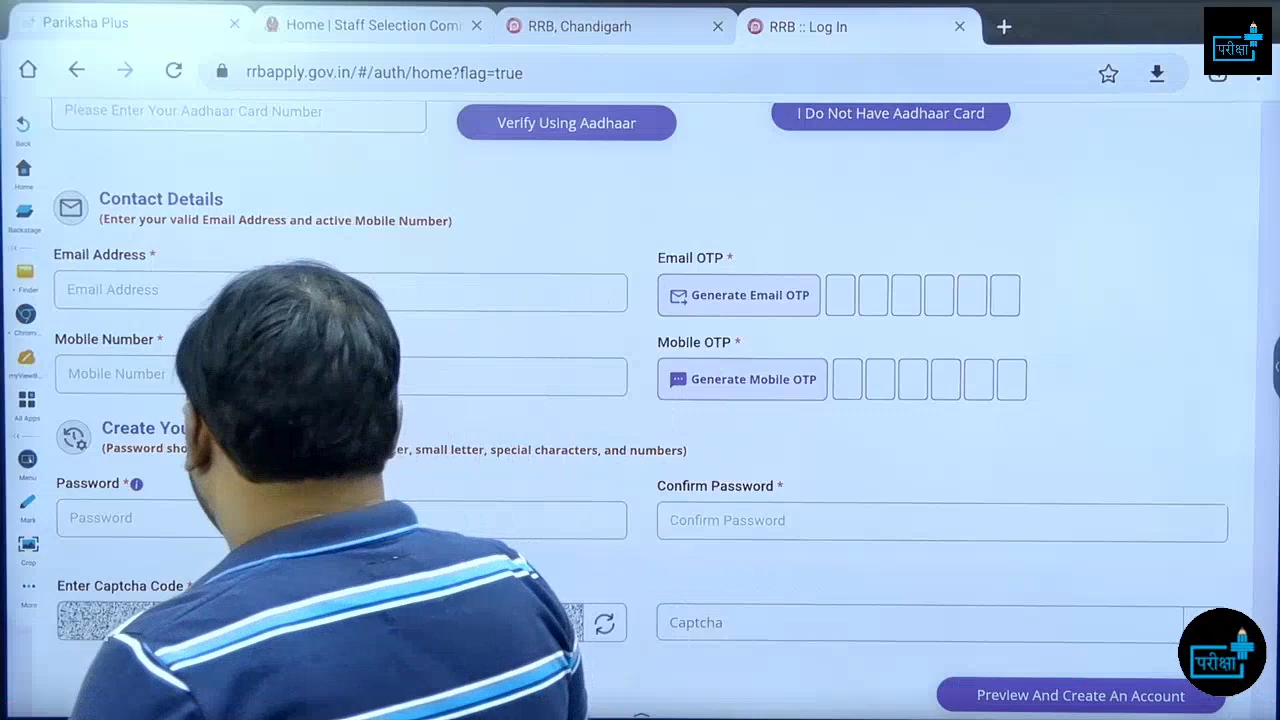 Pariksha Plus
Home | Staff Selection Com
RRB, Chandigarh
RRB :: Log In
परीक्षा
rrbapply.gov.in/#/auth/home?flag=true
Please Enter Your Aadhaar Card Number
Verify Using Aadhaar
I Do Not Have Aadhaar Card
Back
Home
Backstage
Finder
Chrom...
myViewB...
All Apps
Menu
Mark
Crop
More
Contact Details
(Enter your valid Email Address and active Mobile Number)
Email Address *
Email OTP *
Email Address
Generate Email OTP
Mobile Number *
Mobile OTP *
Mobile Number
Generate Mobile OTP
Create You
(Password sho
er, small letter, special characters, and numbers)
Password *
Confirm Password *
Password
Confirm Password
Enter Captcha Code
Captcha
परीक्षा
Preview And Create An Account